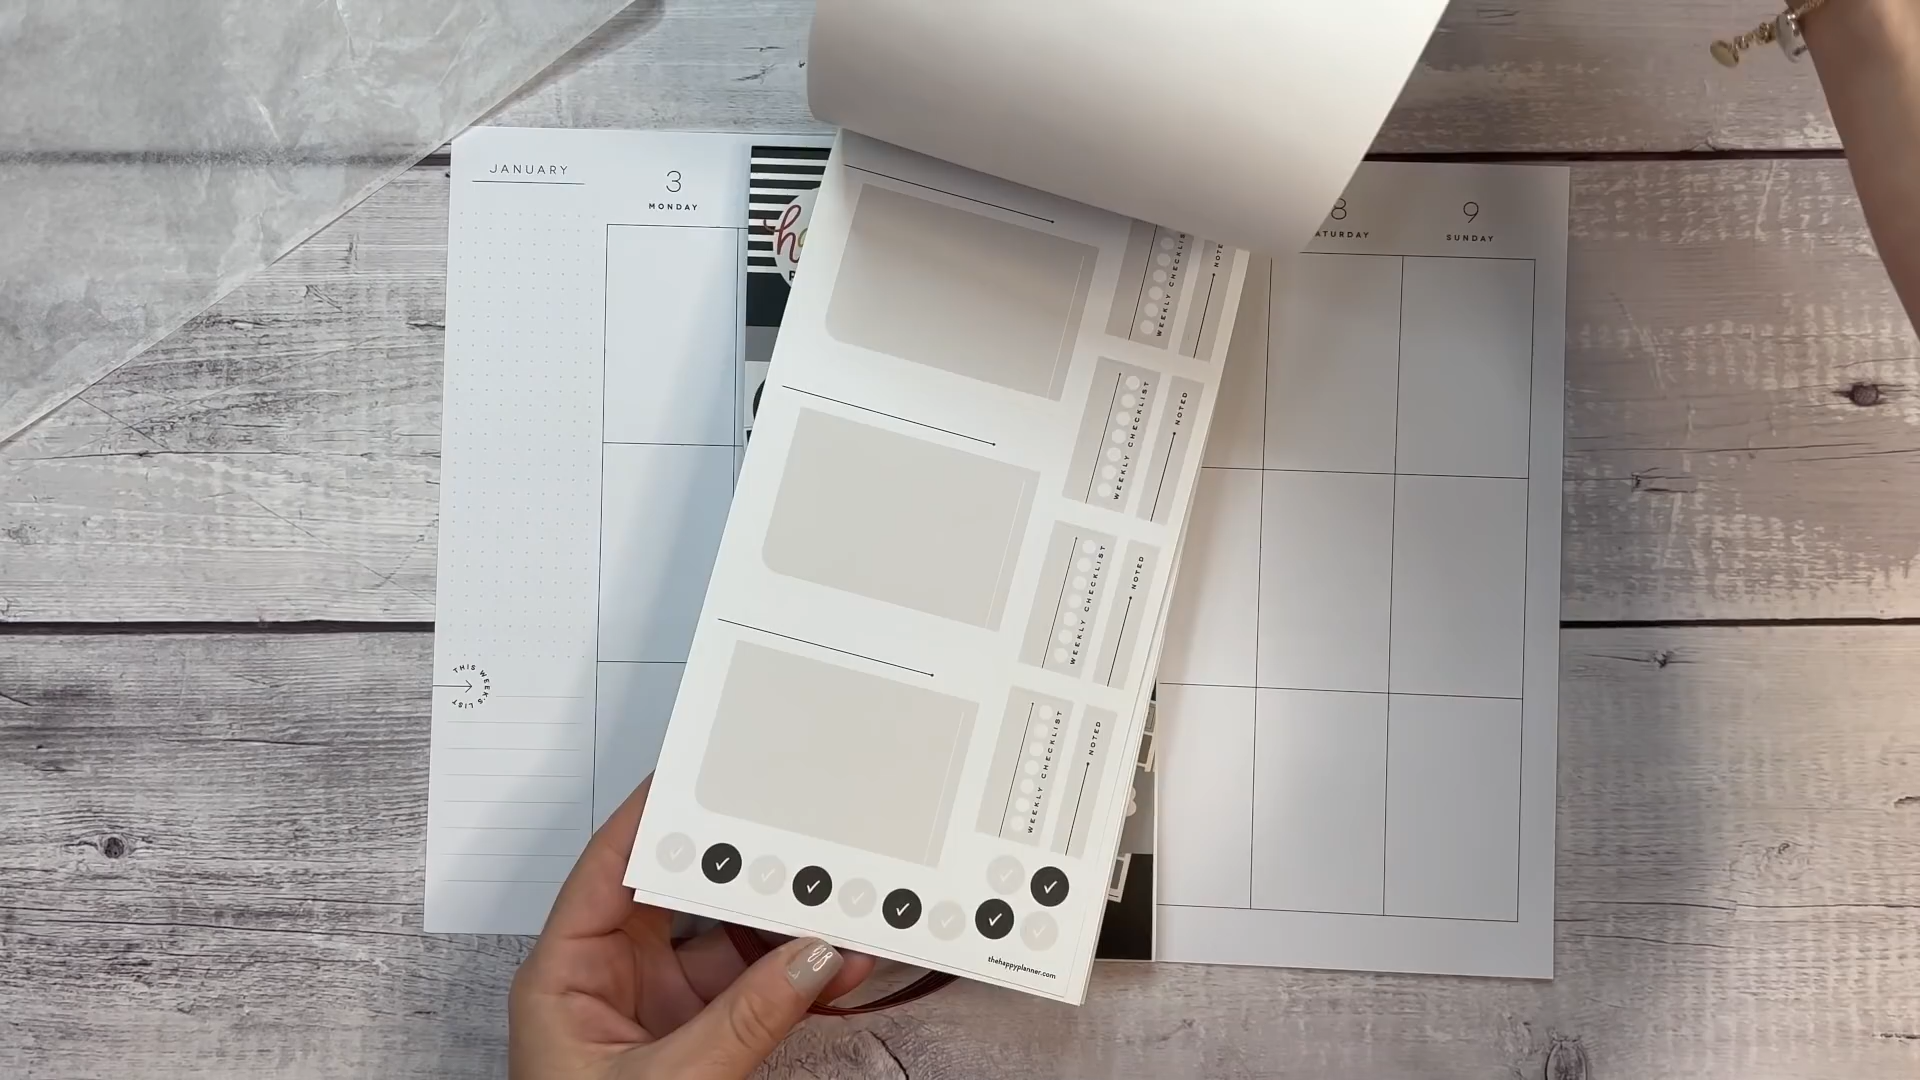 JANUARY
3
MONDAY
8
ATURDAY
9
SUNDAY
THIS WEEK'S LIST
WEEKLY CHECKLIST
NOTED
WEEKLY CHECKLIST
NOTED
WEEKLY CHECKLIST
NOTED
WEEKLY CHECKLIST
NOTED
thehappyplanner.com